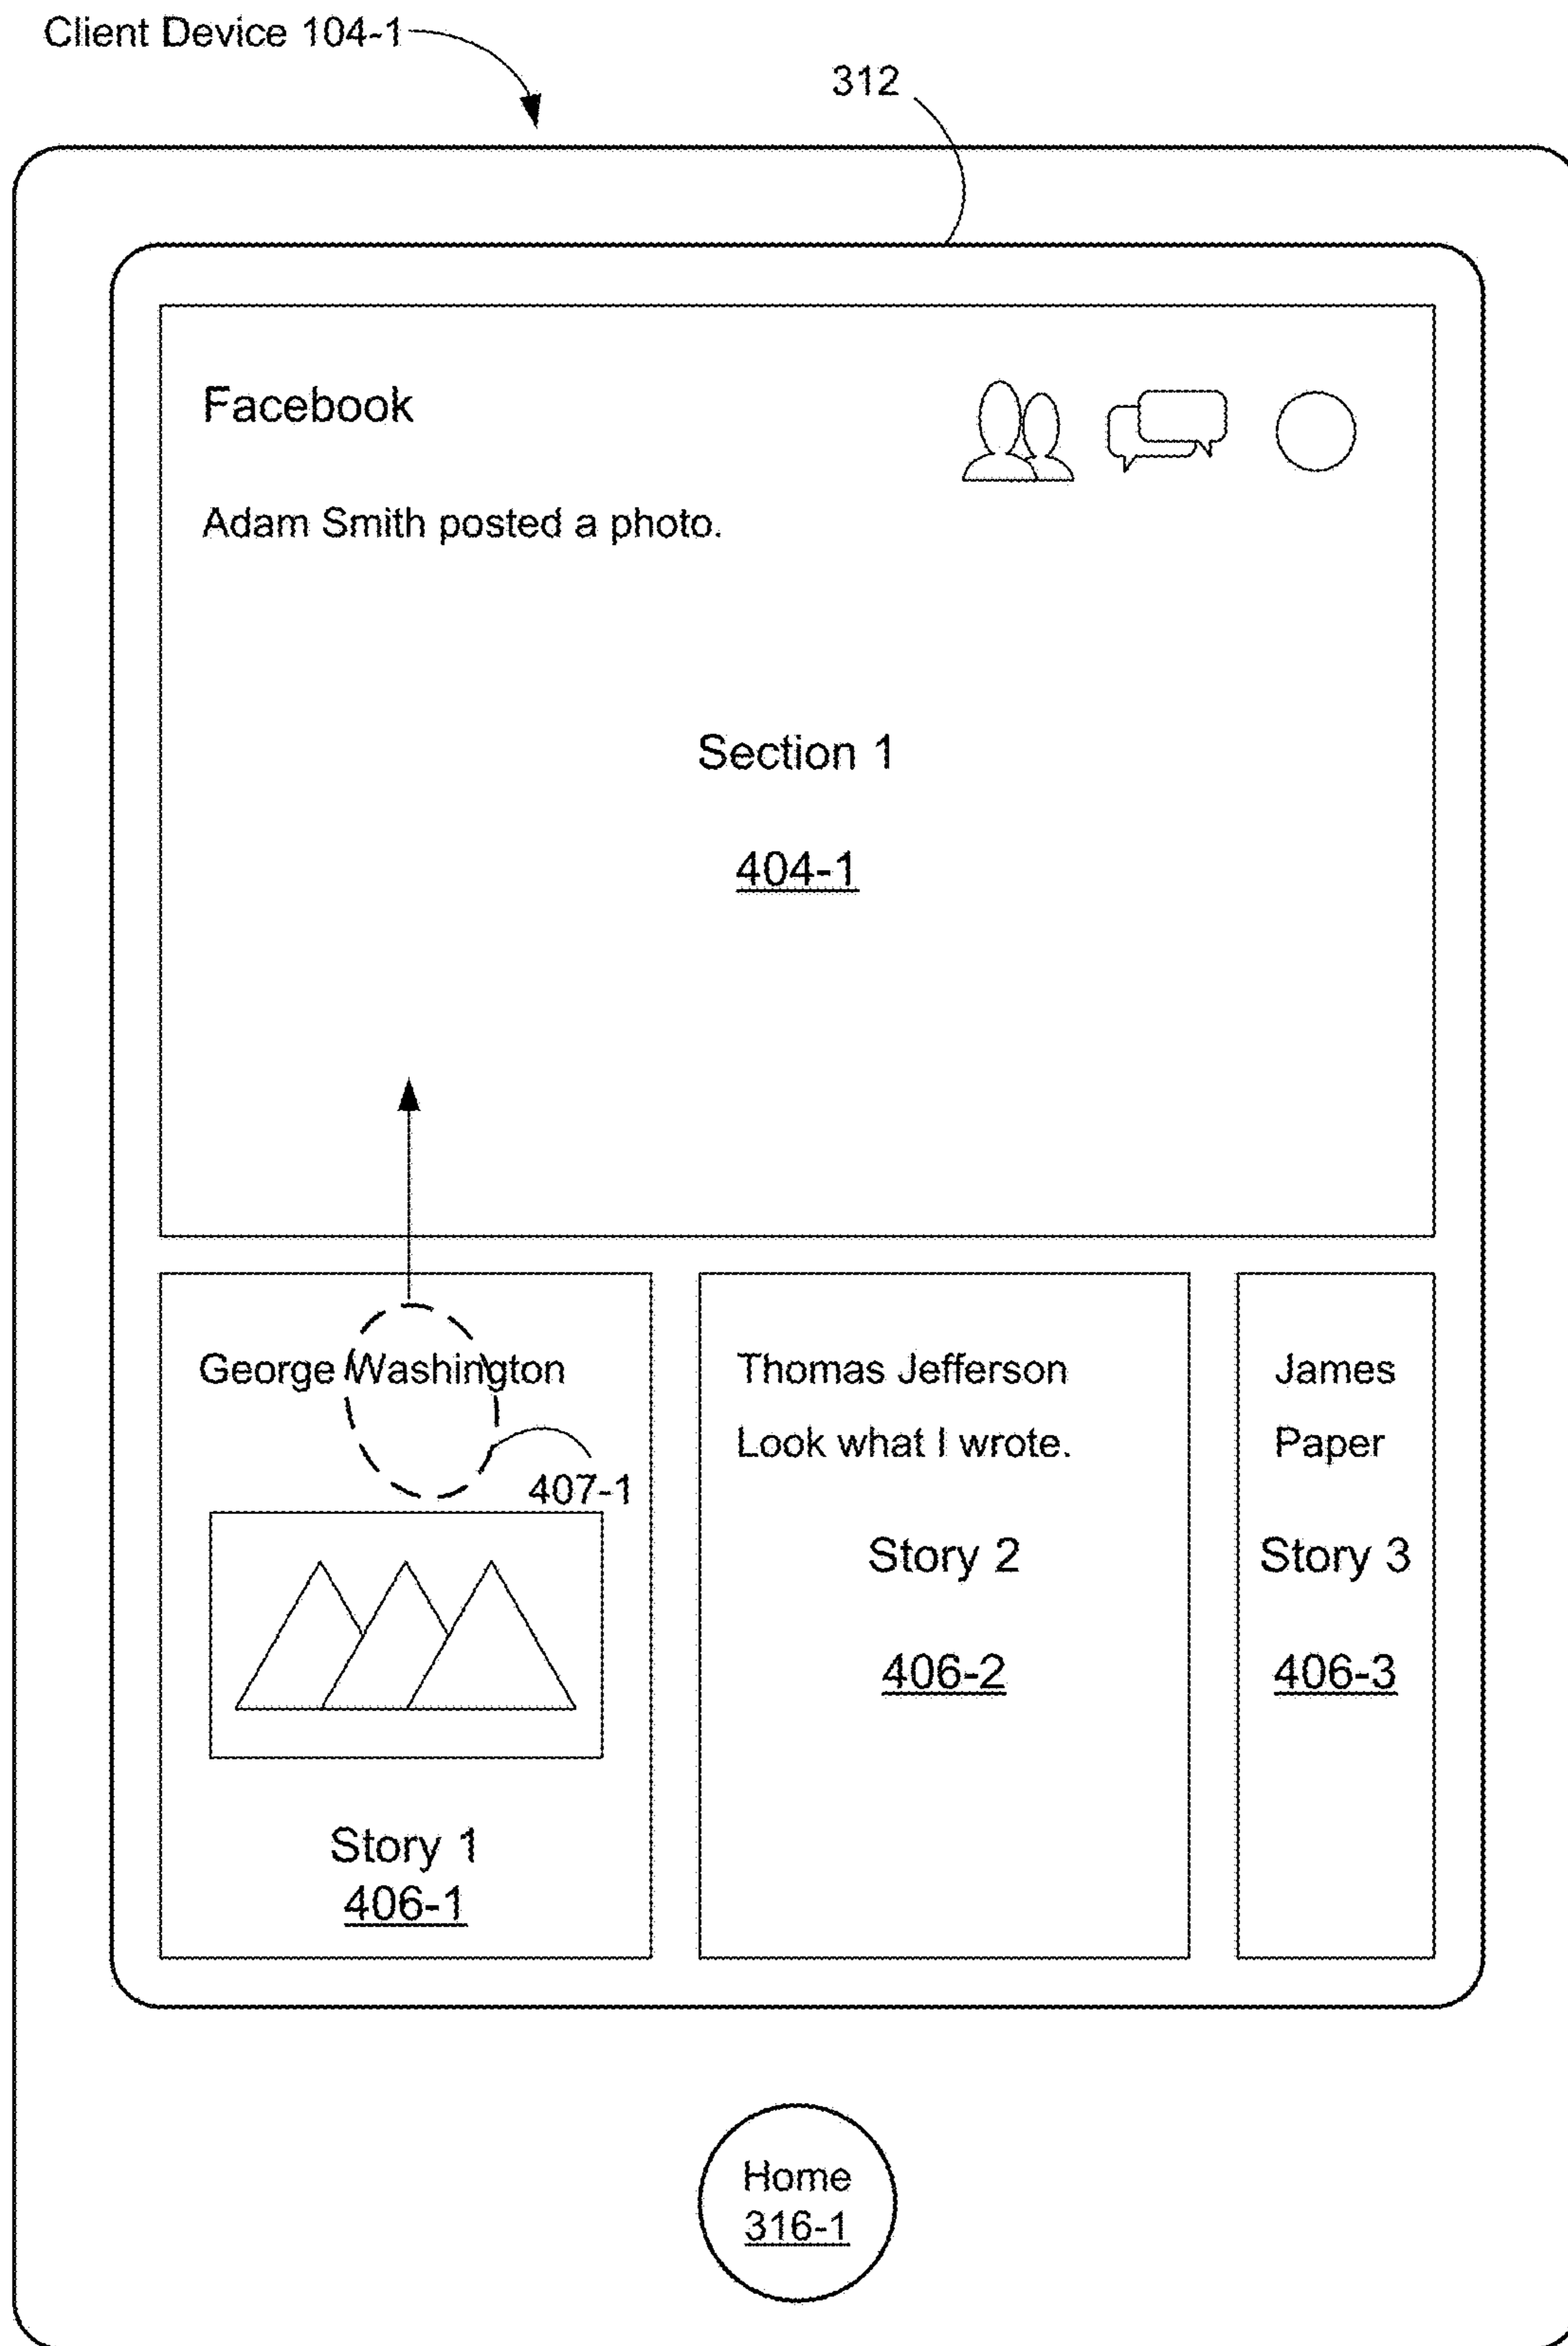 Client Device 104-1
312
Facebook
Adam Smith posted a photo.
Section 1
404-1
George Washington
407-1
Story 1
406-1
Thomas Jefferson
Look what I wrote.
Story 2
406-2
James
Paper
Story 3
406-3
Home
316-1